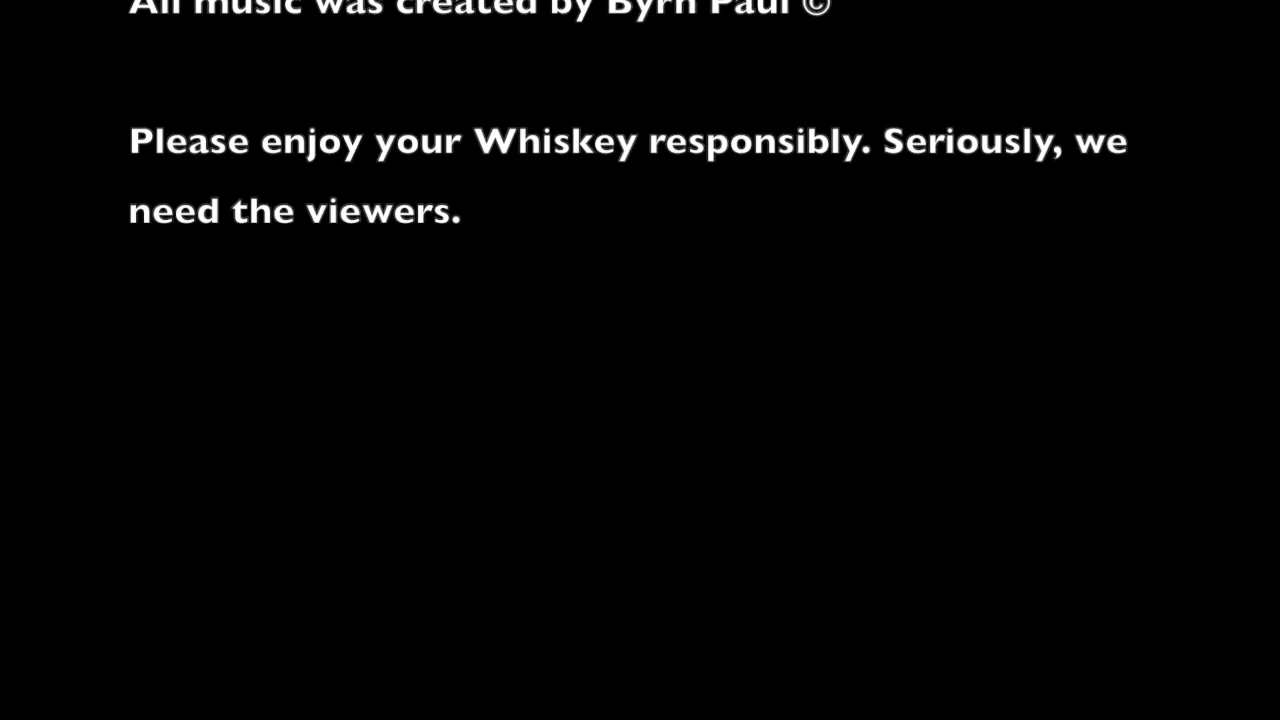 All music was created by Byrn Paul ©
Please enjoy your Whiskey responsibly. Seriously, we
need the viewers.